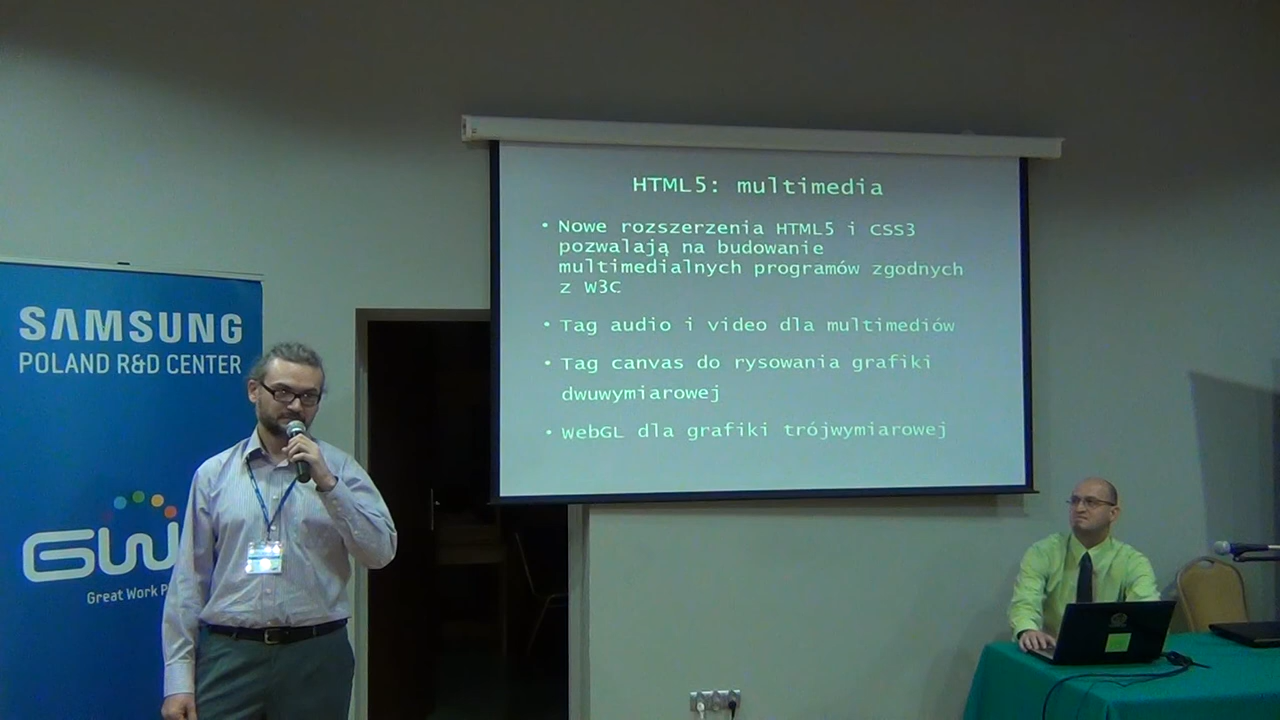 SAMSUNG
POLAND R&D CENTER
GW
Great Work P
HTML5: multimedia
• Nowe rozszerzenia HTML5 i CSS3
pozwalają na budowanie
multimedialnych programów zgodnych
z W3C
• Tag audio i video dla multimediów
• Tag canvas do rysowania grafiki
dwuwymiarowej
• WebGL dla grafiki trójwymiarowej